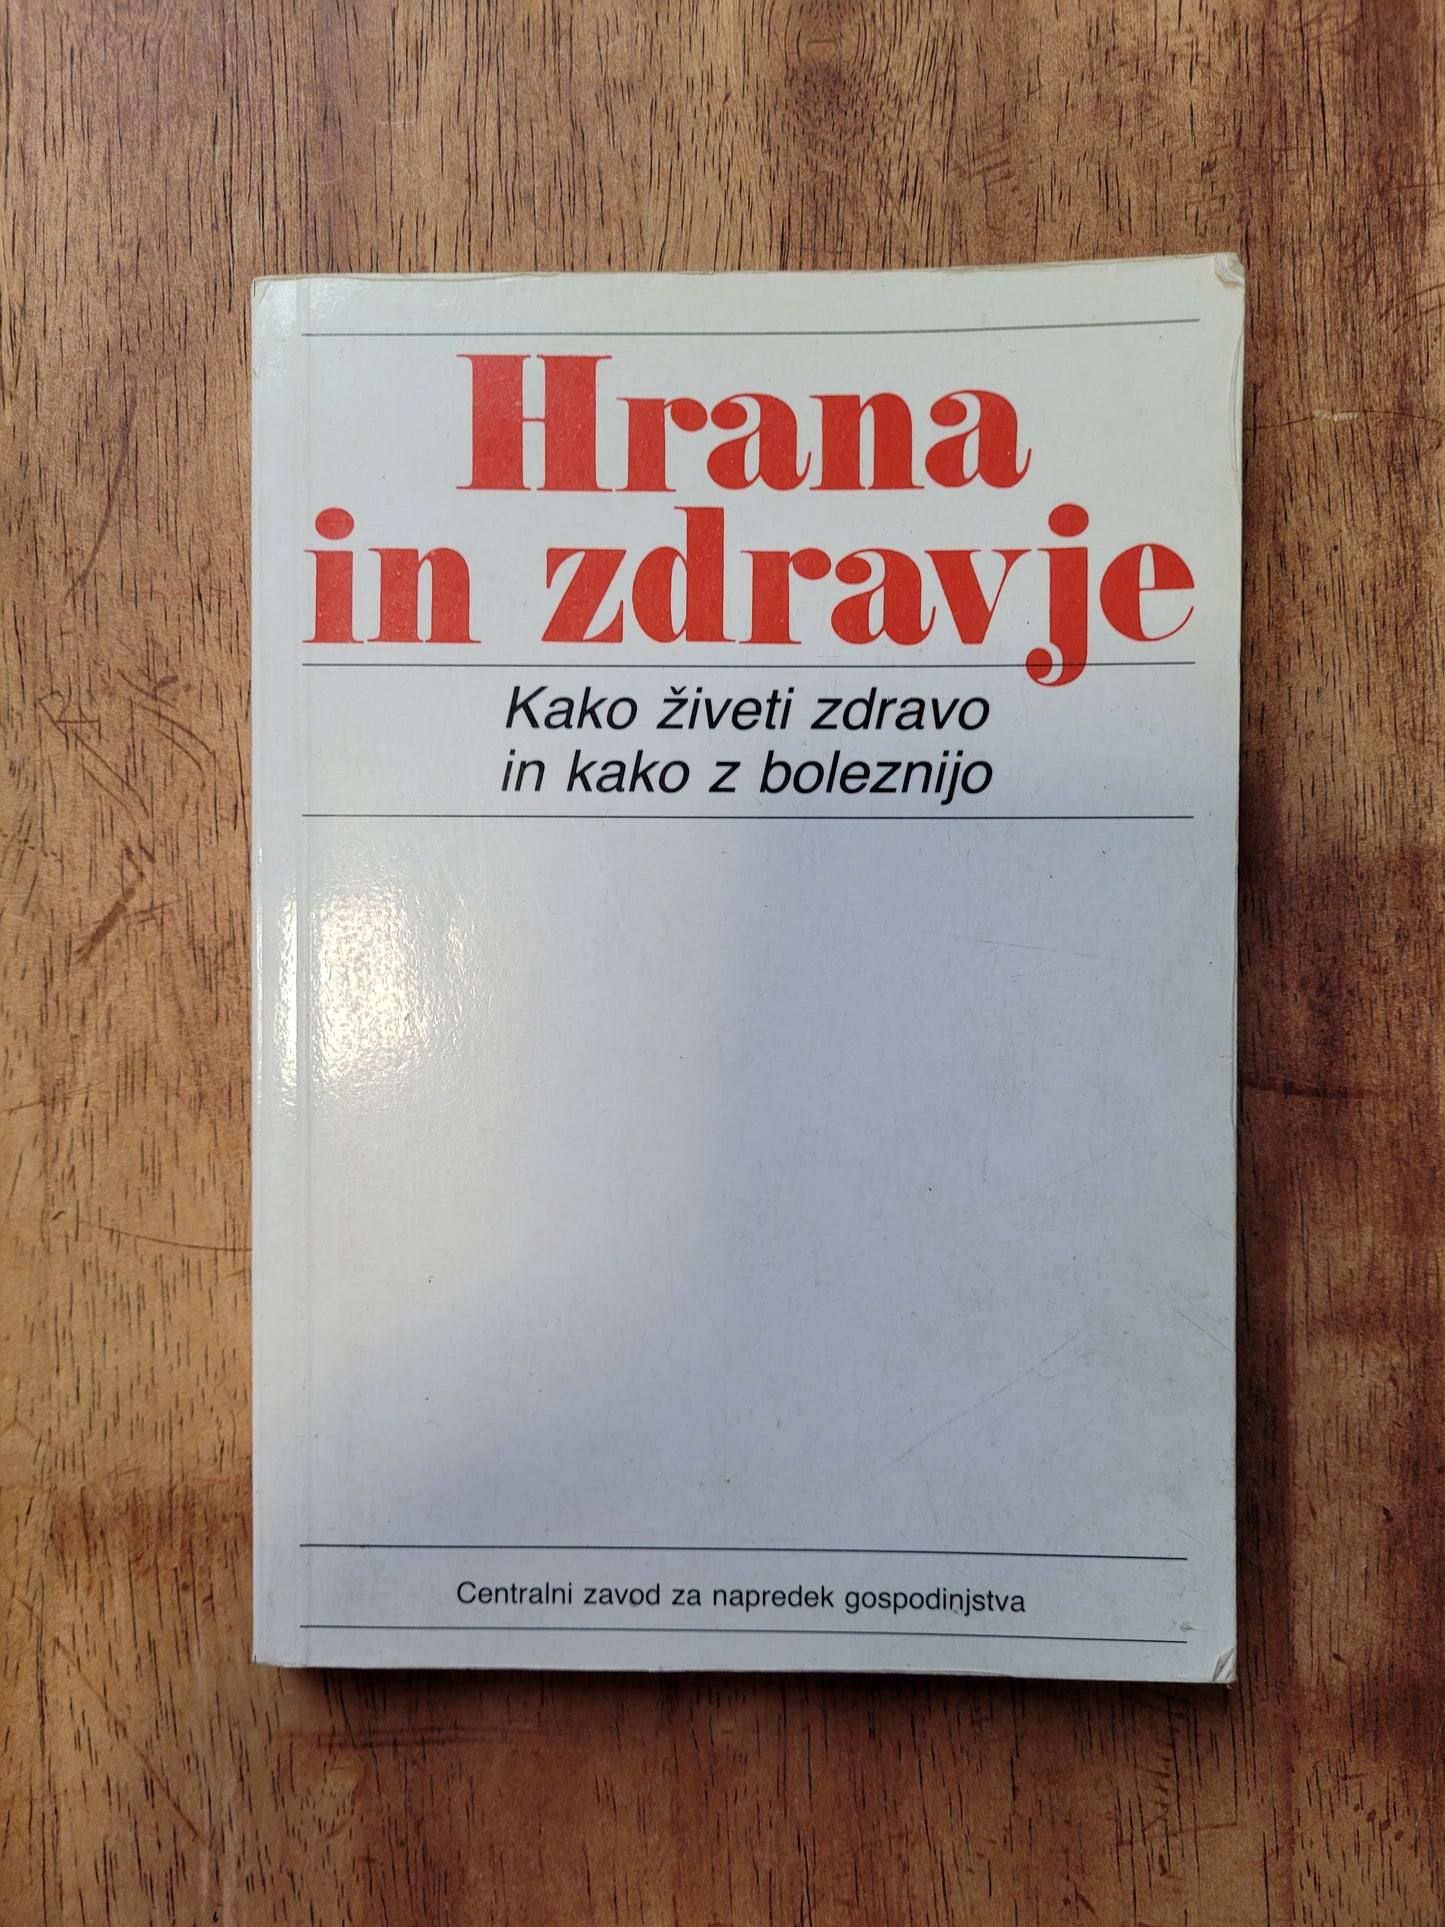 Hrana
in zdravje
Kako živeti zdravo
in kako z boleznijo
Centralni zavod za napredek gospodinjstva